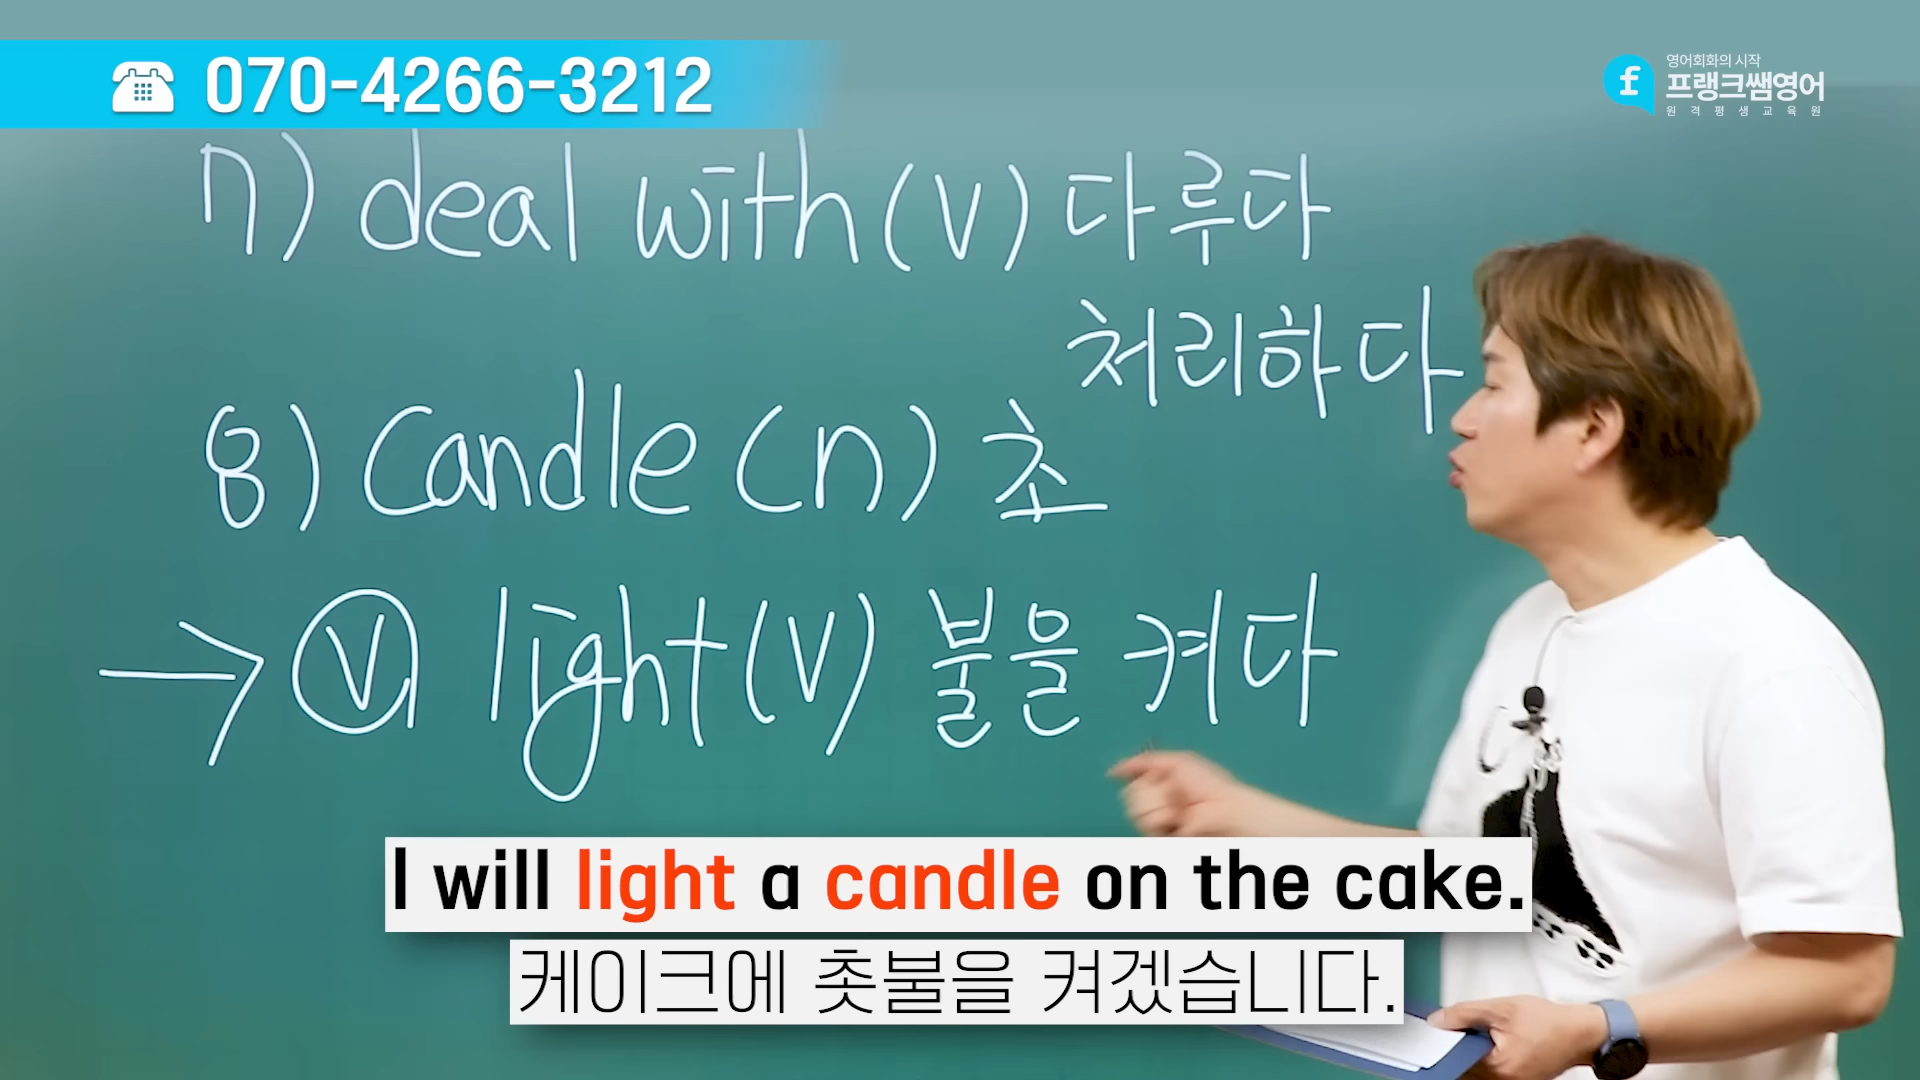 070-4266-3212
영어회화의 시작
프랭크쌤영어
원격평생교육원
7) deal with (v) 다루다
처리하다
8) candle (n) 초
→ ⓥ light (v) 불을 켜다
I will light a candle on the cake.
케이크에 촛불을 켜겠습니다.